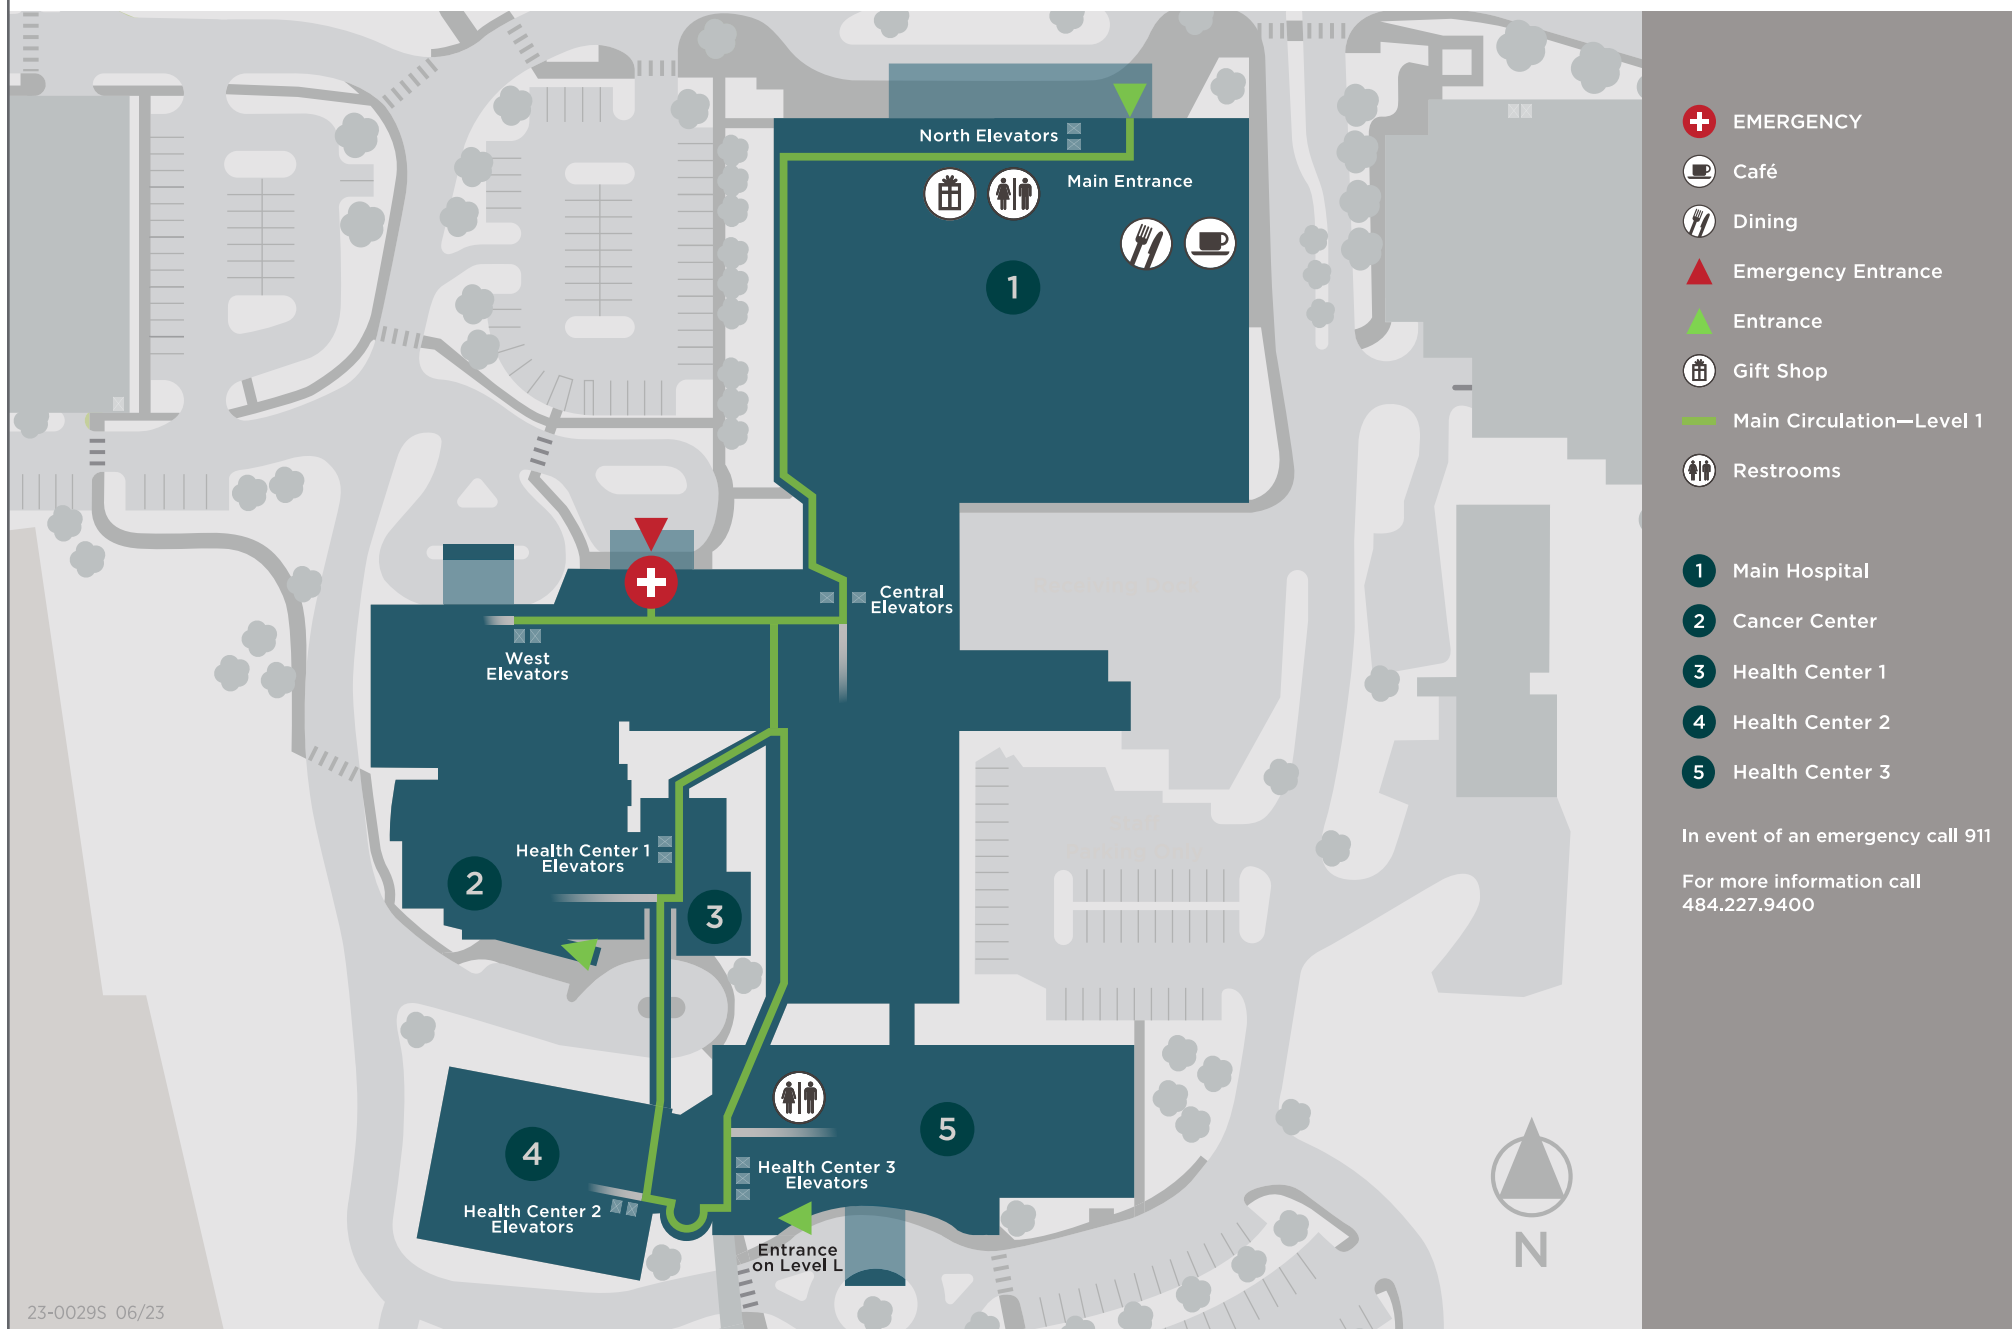 North Elevators
Main Entrance
1
Central
Elevators
West
Elevators
Health Center 1
Elevators
2
3
5
4
Health Center 3
Elevators
Health Center 2
Elevators
Entrance
on Level L
N
23-0029S 06/23
EMERGENCY
Café
Dining
Emergency Entrance
Entrance
Gift Shop
Main Circulation—Level 1
Restrooms
1 Main Hospital
2 Cancer Center
3 Health Center 1
4 Health Center 2
5 Health Center 3
In event of an emergency call 911
For more information call
484.227.9400